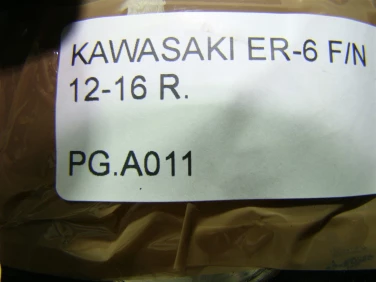 KAWASAKI ER-6 F/N
12-16 R.
PG.A011